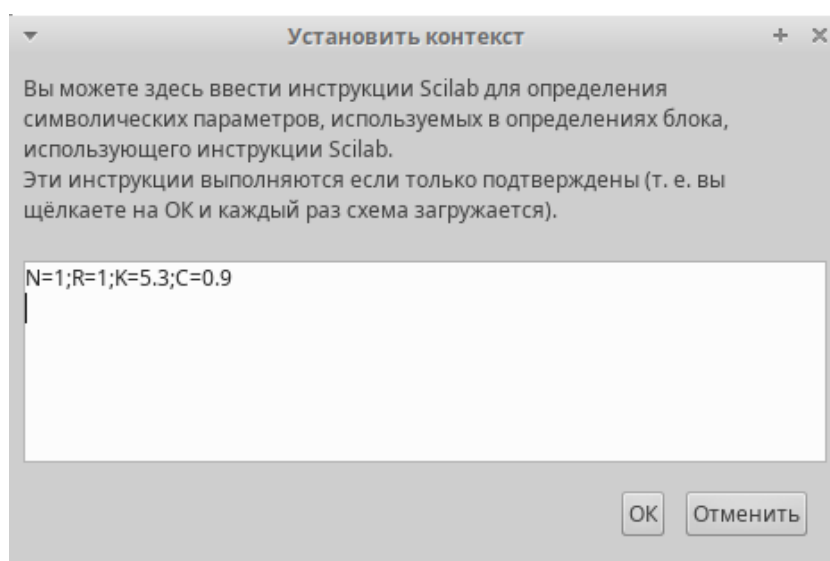 Установить контекст
Вы можете здесь ввести инструкции Scilab для определения
символических параметров, используемых в определениях блока,
использующего инструкции Scilab.
Эти инструкции выполняются если только подтверждены (т. е. вы
щёлкаете на ОК и каждый раз схема загружается).
N=1;R=1;K=5.3;C=0.9
ОК
Отменить